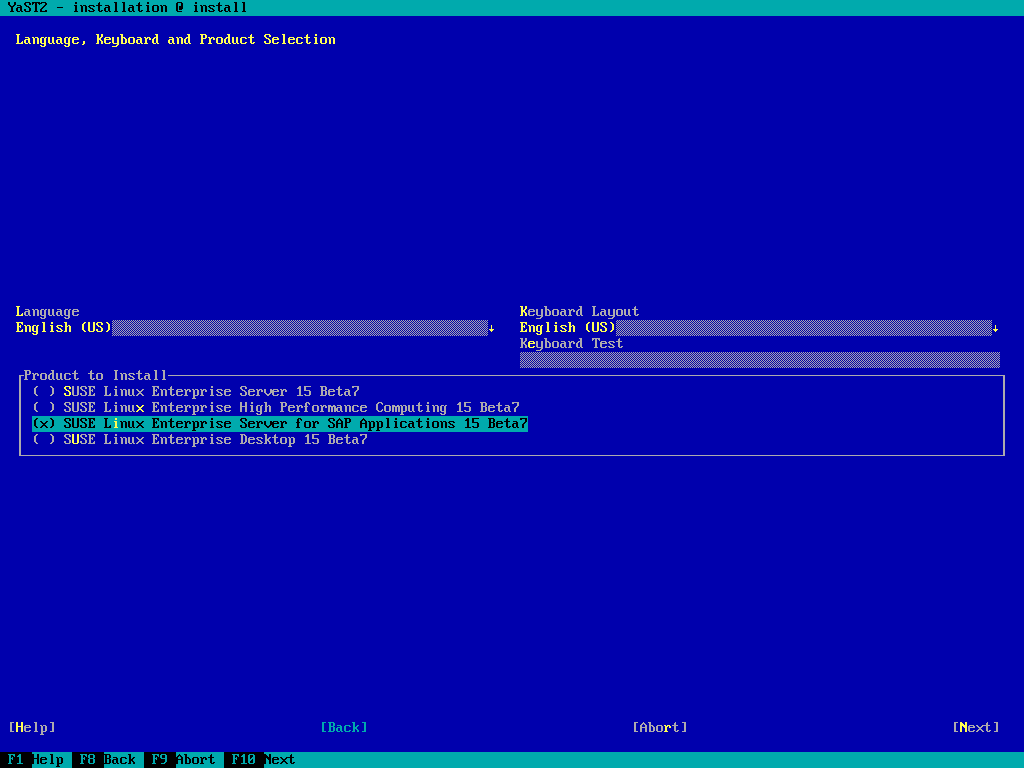 YaST2 - installation @ install
Language, Keyboard and Product Selection
Language Keyboard Layout
English (US)↓ English (US)↓
Keyboard Test
Product to Install
( ) SUSE Linux Enterprise Server 15 Beta7
( ) SUSE Linux Enterprise High Performance Computing 15 Beta7
(x) SUSE Linux Enterprise Server for SAP Applications 15 Beta7
( ) SUSE Linux Enterprise Desktop 15 Beta7
[Help] [Back] [Abort] [Next]
F1 Help F8 Back F9 Abort F10 Next